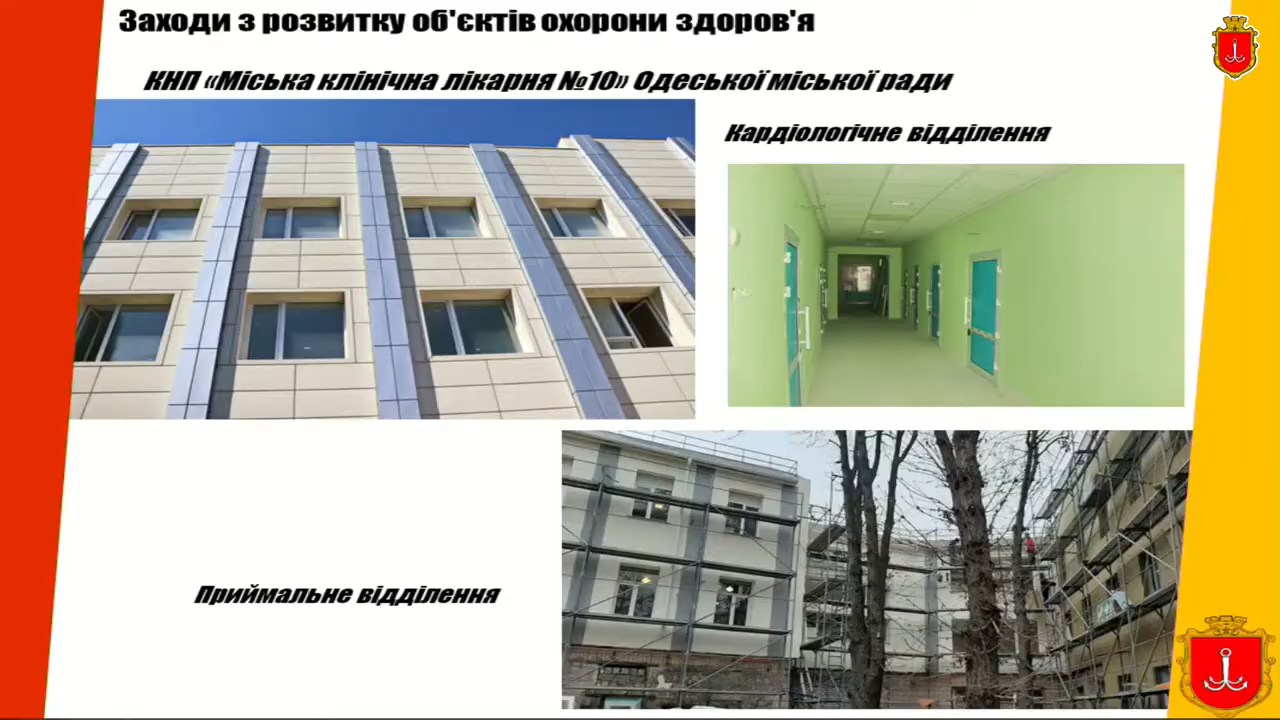 Заходи з розвитку об'єктів охорони здоров'я
КНП «Міська клінічна лікарня №10» Одеської міської ради
Кардіологічне відділення
Приймальне відділення